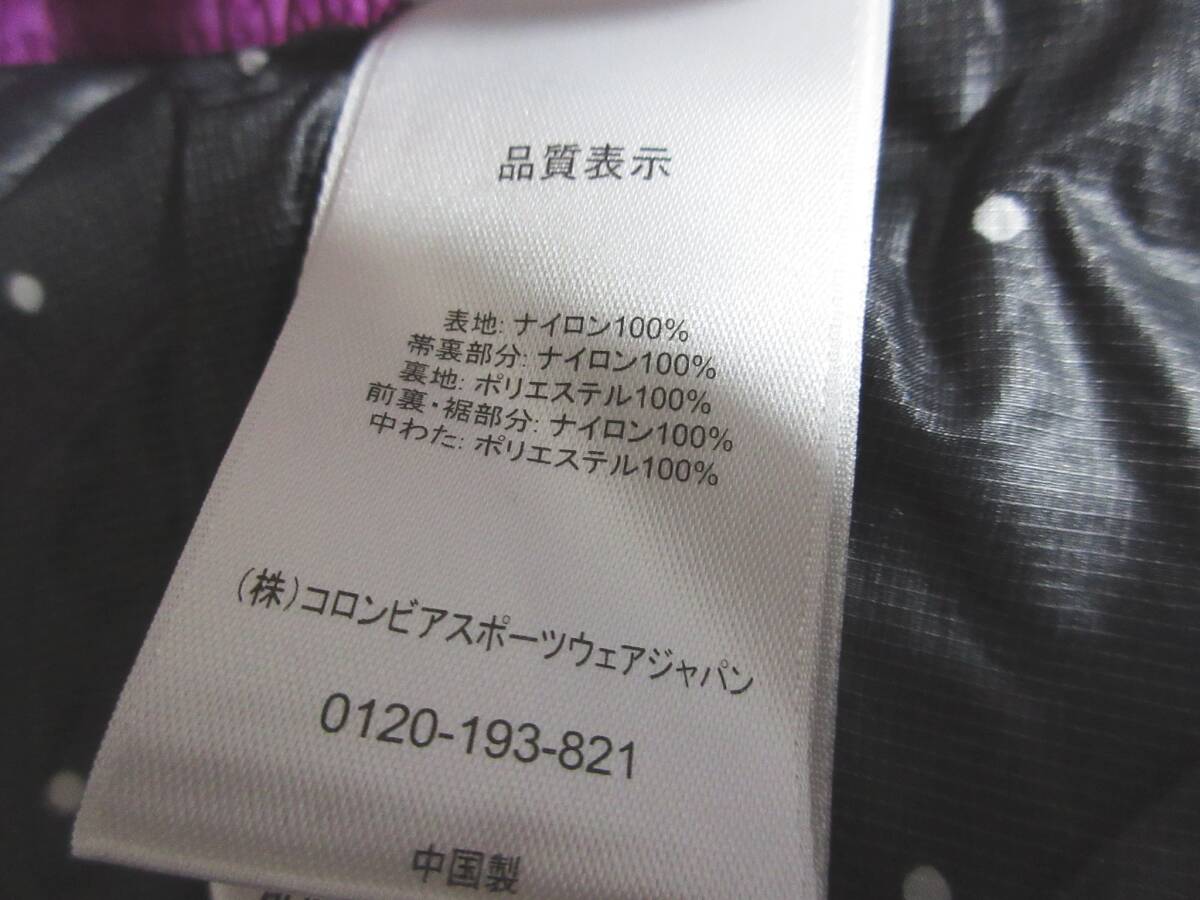 品質表示
表地: ナイロン100%
帯裏部分: ナイロン100%
裏地: ポリエステル100%
前裏・裾部分: ナイロン100%
中わた: ポリエステル100%
(株)コロンビアスポーツウェアジャパン
0120-193-821
中国製